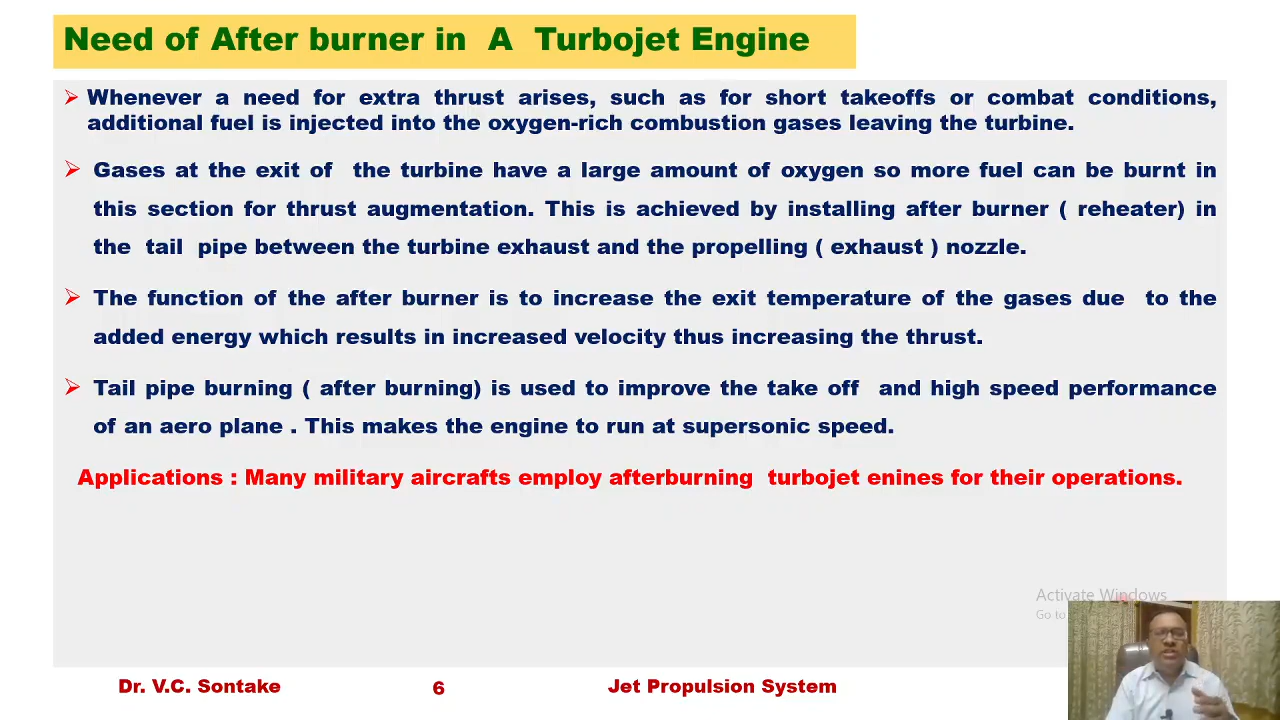 Need of After burner in A Turbojet Engine
Whenever a need for extra thrust arises, such as for short takeoffs or combat conditions,
additional fuel is injected into the oxygen-rich combustion gases leaving the turbine.
Gases at the exit of the turbine have a large amount of oxygen so more fuel can be burnt in
this section for thrust augmentation. This is achieved by installing after burner ( reheater) in
the tail pipe between the turbine exhaust and the propelling ( exhaust ) nozzle.
The function of the after burner is to increase the exit temperature of the gases due to the
added energy which results in increased velocity thus increasing the thrust.
Tail pipe burning ( after burning) is used to improve the take off and high speed performance
of an aero plane . This makes the engine to run at supersonic speed.
Applications : Many military aircrafts employ afterburning turbojet enines for their operations.
Activate Windows
Go to
Dr. V.C. Sontake
6
Jet Propulsion System